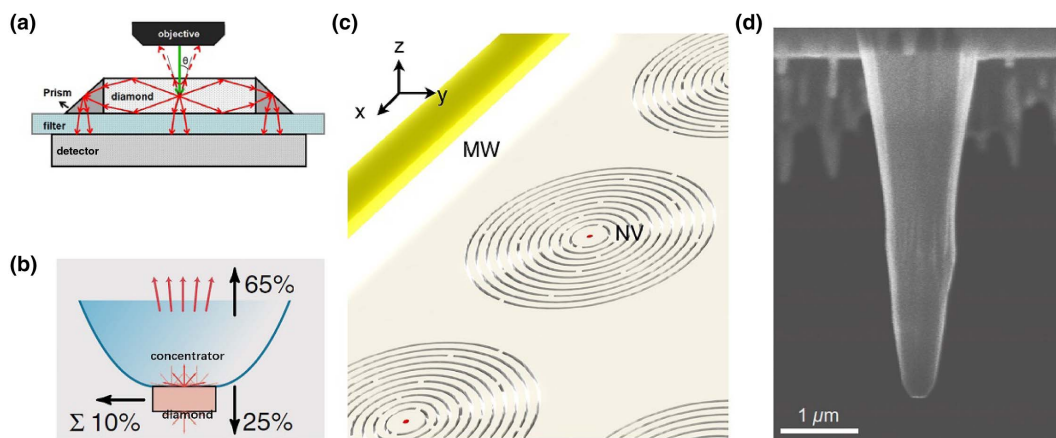 (a)
objective
θ
Prism
diamond
filter
detector
(b)
65%
concentrator
Σ 10%
diamond
25%
(c)
z
y
x
MW
NV
(d)
1 μm